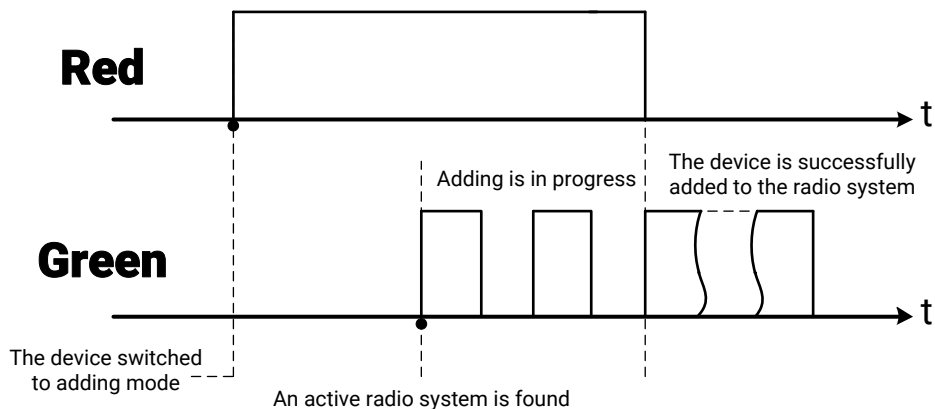 Red
t
Adding is in progress
The device is successfully
added to the radio system
Green
t
The device switched
to adding mode
An active radio system is found